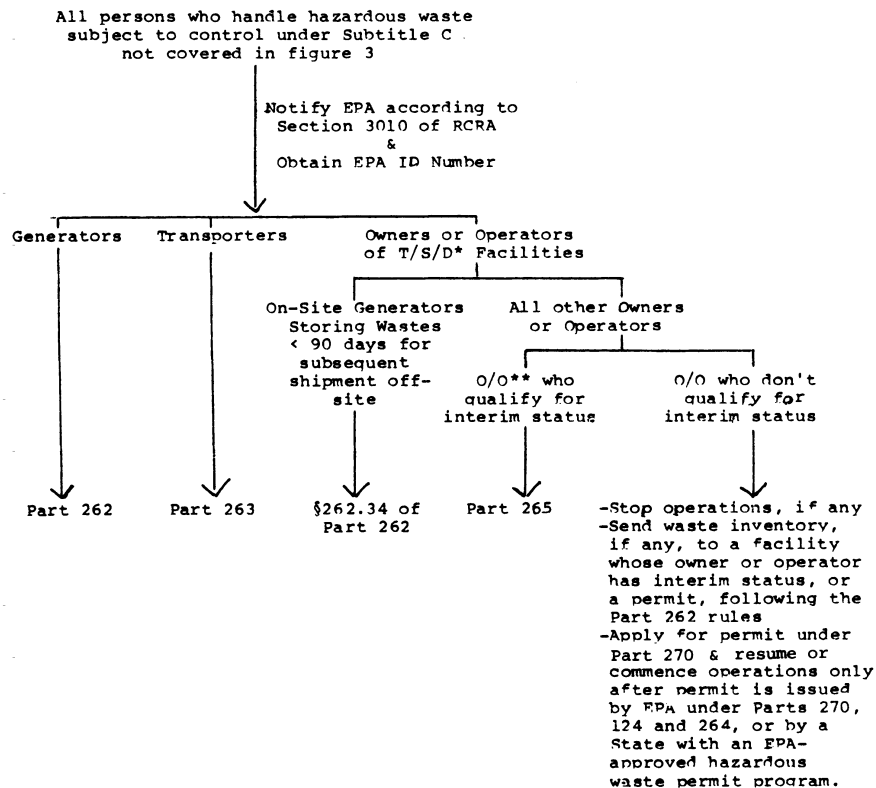 All persons who handle hazardous waste
subject to control under Subtitle C
not covered in figure 3
Notify EPA according to
Section 3010 of RCRA
&
Obtain EPA ID Number
Generators
Transporters
Owners or Operators
of T/S/D* Facilities
On-Site Generators
Storing Wastes
< 90 days for
subsequent
shipment off-
site
All other Owners
or Operators
O/O** who
qualify for
interim status
O/O who don't
qualify for
interim status
Part 262
Part 263
§262.34 of
Part 262
Part 265
-Stop operations, if any
-Send waste inventory,
if any, to a facility
whose owner or operator
has interim status, or
a permit, following the
Part 262 rules
-Apply for permit under
Part 270 & resume or
commence operations only
after permit is issued
by EPA under Parts 270,
124 and 264, or by a
State with an EPA-
approved hazardous
waste permit program.